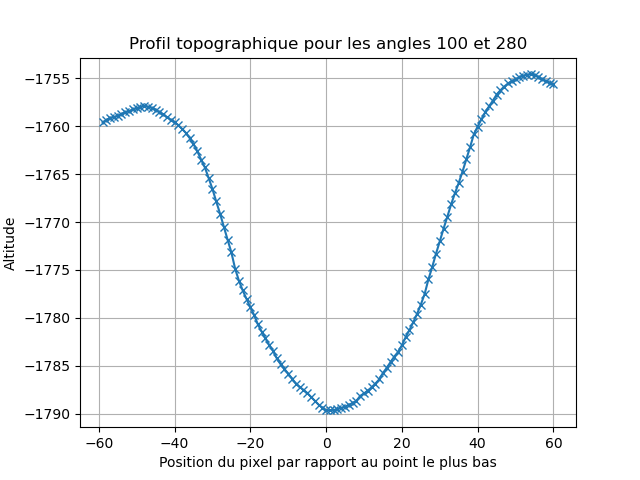 Profil topographique pour les angles 100 et 280
−1755
−1760
−1765
−1770
−1775
−1780
−1785
−1790
Altitude
−60 −40 −20 0 20 40 60
Position du pixel par rapport au point le plus bas